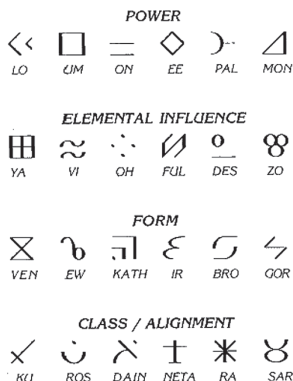 POWER
LO UM ON EE PAL MON
ELEMENTAL INFLUENCE
YA VI OH FUL DES ZO
FORM
VEN EW KATH IR BRO GOR
CLASS / ALIGNMENT
KU ROS DAIN NETA RA SAR